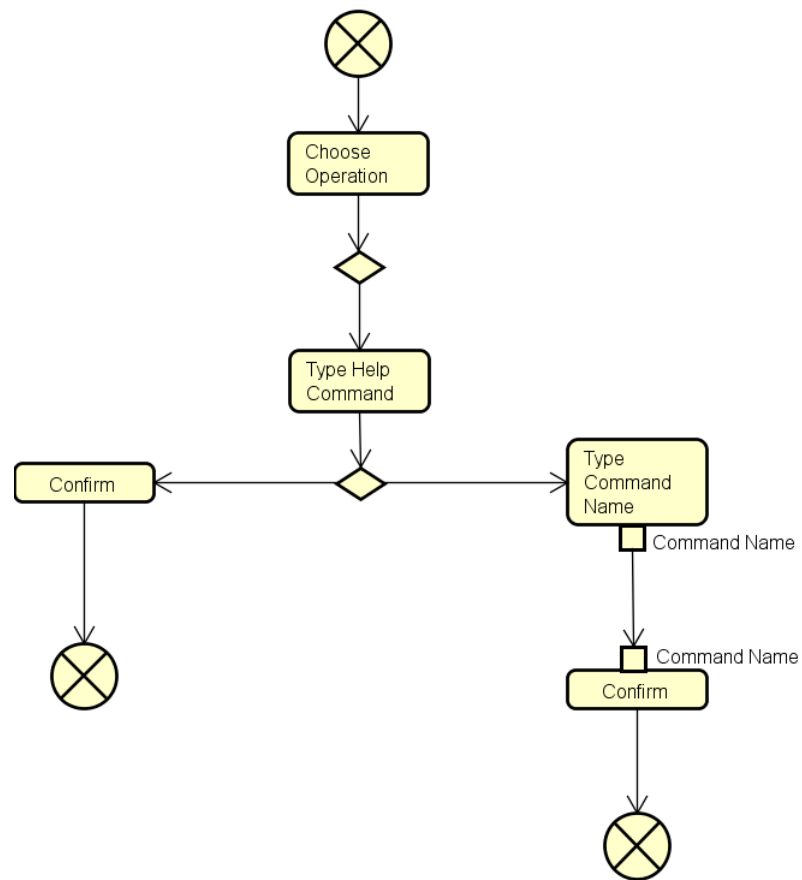 Choose
Operation
Type Help
Command
Confirm
Type
Command
Name
Command Name
Command Name
Confirm